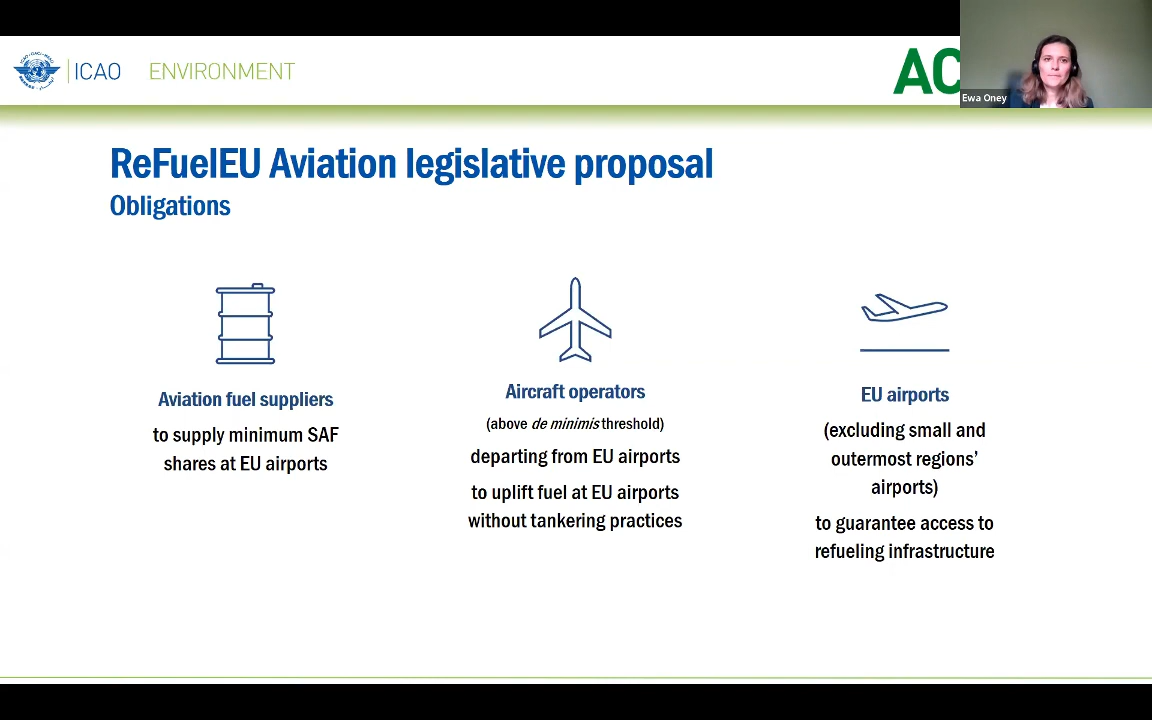 ICAO ENVIRONMENT
AC
Ewa Oney
ReFuelEU Aviation legislative proposal
Obligations
Aviation fuel suppliers
to supply minimum SAF
shares at EU airports
Aircraft operators
(above de minimis threshold)
departing from EU airports
to uplift fuel at EU airports
without tankering practices
EU airports
(excluding small and
outermost regions’
airports)
to guarantee access to
refueling infrastructure